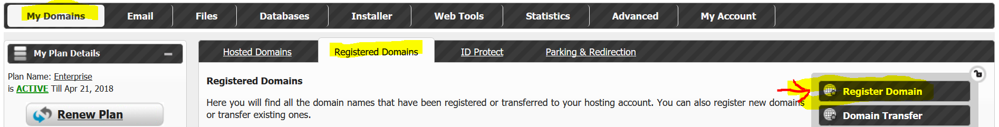 My Domains Email Files Databases Installer Web Tools Statistics Advanced My Account
My Plan Details
Plan Name: Enterprise
is ACTIVE Till Apr 21, 2018
Renew Plan
Hosted Domains Registered Domains ID Protect Parking & Redirection
Registered Domains
Here you will find all the domain names that have been registered or transferred to your hosting account. You can also register new domains
or transfer existing ones.
Register Domain
Domain Transfer